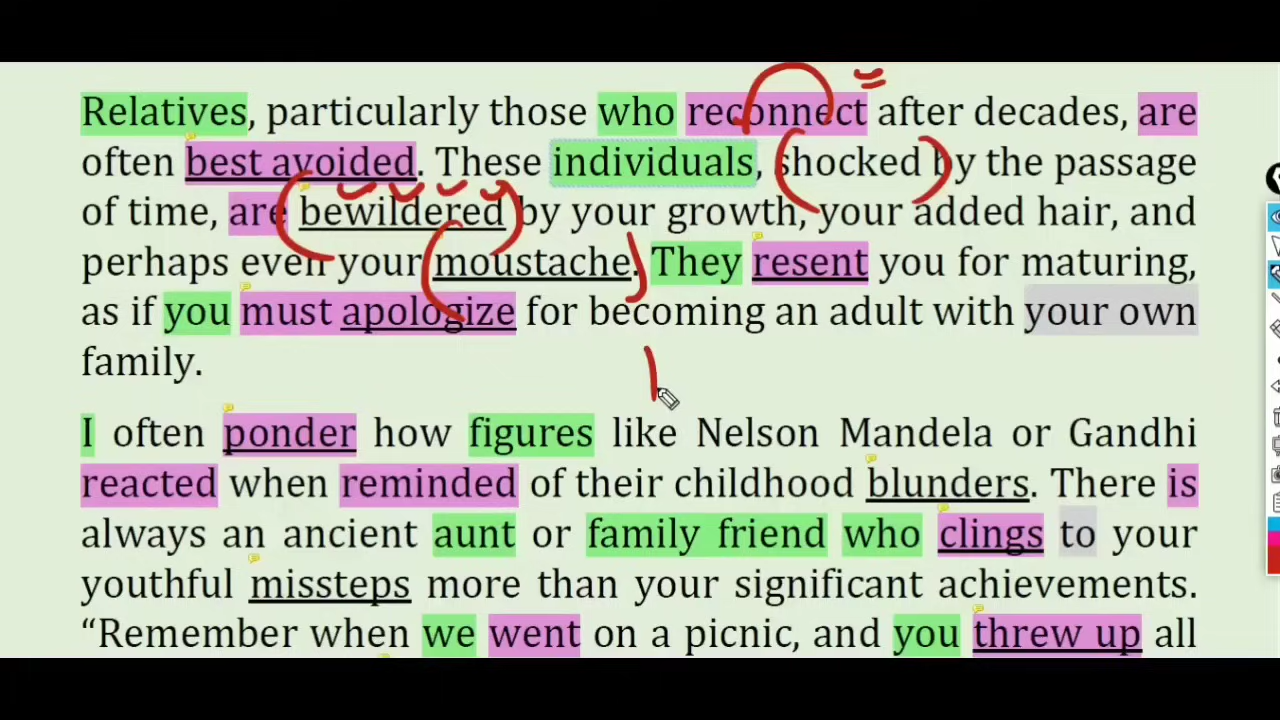 Relatives, particularly those who reconnect after decades, are
often best avoided. These individuals, shocked by the passage
of time, are bewildered by your growth, your added hair, and
perhaps even your moustache. They resent you for maturing,
as if you must apologize for becoming an adult with your own
family.
I often ponder how figures like Nelson Mandela or Gandhi
reacted when reminded of their childhood blunders. There is
always an ancient aunt or family friend who clings to your
youthful missteps more than your significant achievements.
“Remember when we went on a picnic, and you threw up all